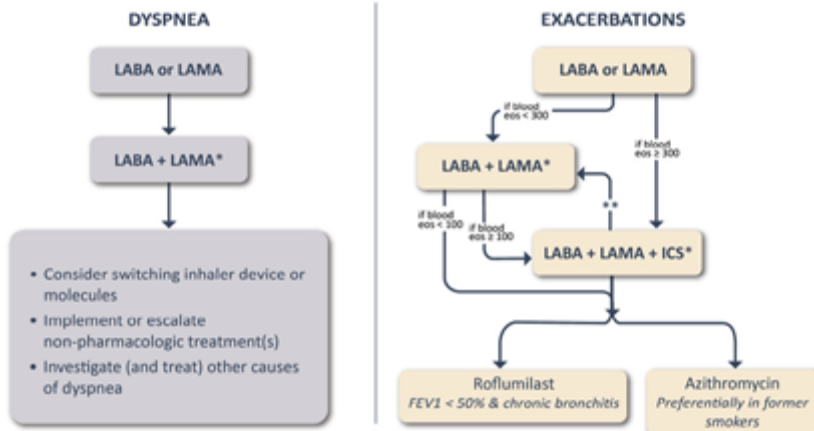 DYSPNEA
LABA or LAMA
LABA + LAMA*
• Consider switching inhaler device or
molecules
• Implement or escalate
non-pharmacologic treatment(s)
• Investigate (and treat) other causes
of dyspnea
EXACERBATIONS
LABA or LAMA
if blood
eos < 300
if blood
eos ≥ 300
LABA + LAMA*
**
if blood
eos < 100
if blood
eos ≥ 100
LABA + LAMA + ICS*
Roflumilast
FEV1 < 50% & chronic bronchitis
Azithromycin
Preferentially in former
smokers